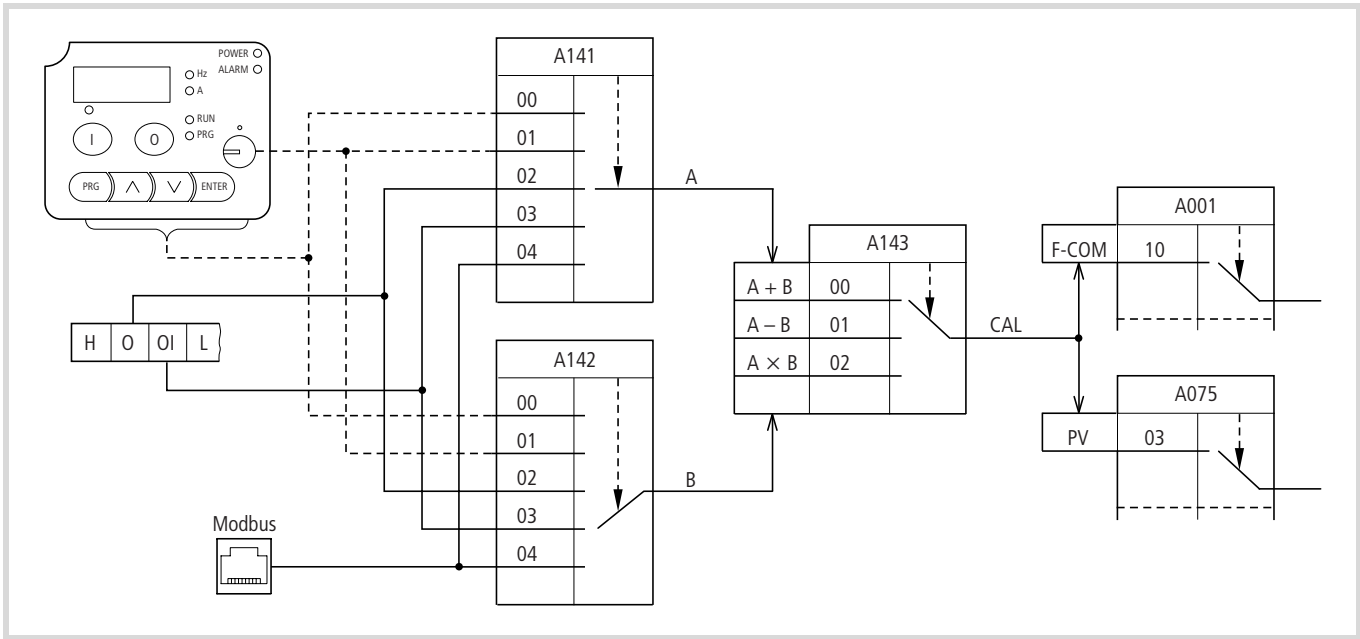 POWER
ALARM
Hz
A
RUN
PRG
I
O
PRG
ENTER
H O OI L
Modbus
A141
00
01
02
03
04
A
A142
00
01
02
03
04
B
A143
A + B 00
A – B 01
A × B 02
CAL
A001
F-COM 10
A075
PV 03